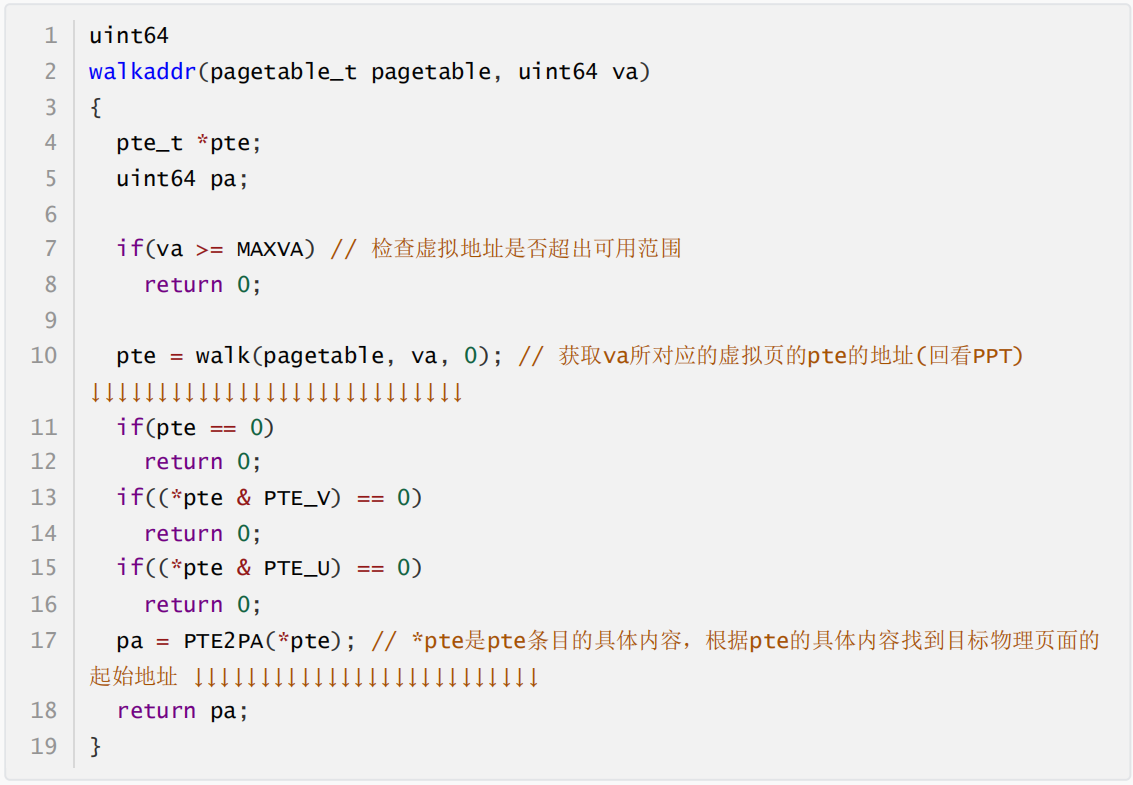 1 uint64
2 walkaddr(pagetable_t pagetable, uint64 va)
3 {
4 pte_t *pte;
5 uint64 pa;
6
7 if(va >= MAXVA) // 检查虚拟地址是否超出可用范围
8 return 0;
9
10 pte = walk(pagetable, va, 0); // 获取va所对应的虚拟页的pte的地址(回看PPT)
↓↓↓↓↓↓↓↓↓↓↓↓↓↓↓↓↓↓↓↓↓↓↓↓↓↓↓↓
11 if(pte == 0)
12 return 0;
13 if((*pte & PTE_V) == 0)
14 return 0;
15 if((*pte & PTE_U) == 0)
16 return 0;
17 pa = PTE2PA(*pte); // *pte是pte条目的具体内容，根据pte的具体内容找到目标物理页面的
起始地址 ↓↓↓↓↓↓↓↓↓↓↓↓↓↓↓↓↓↓↓↓↓↓↓↓↓↓
18 return pa;
19 }